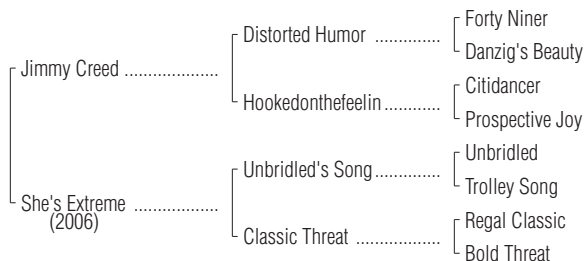 Forty Niner
Distorted Humor ..............
Danzig's Beauty
Jimmy Creed ....................
Citidancer
Hookedonthefeelin ............
Prospective Joy
Unbridled
Unbridled's Song ..............
Trolley Song
She's Extreme ..................
(2006)
Regal Classic
Classic Threat ..................
Bold Threat